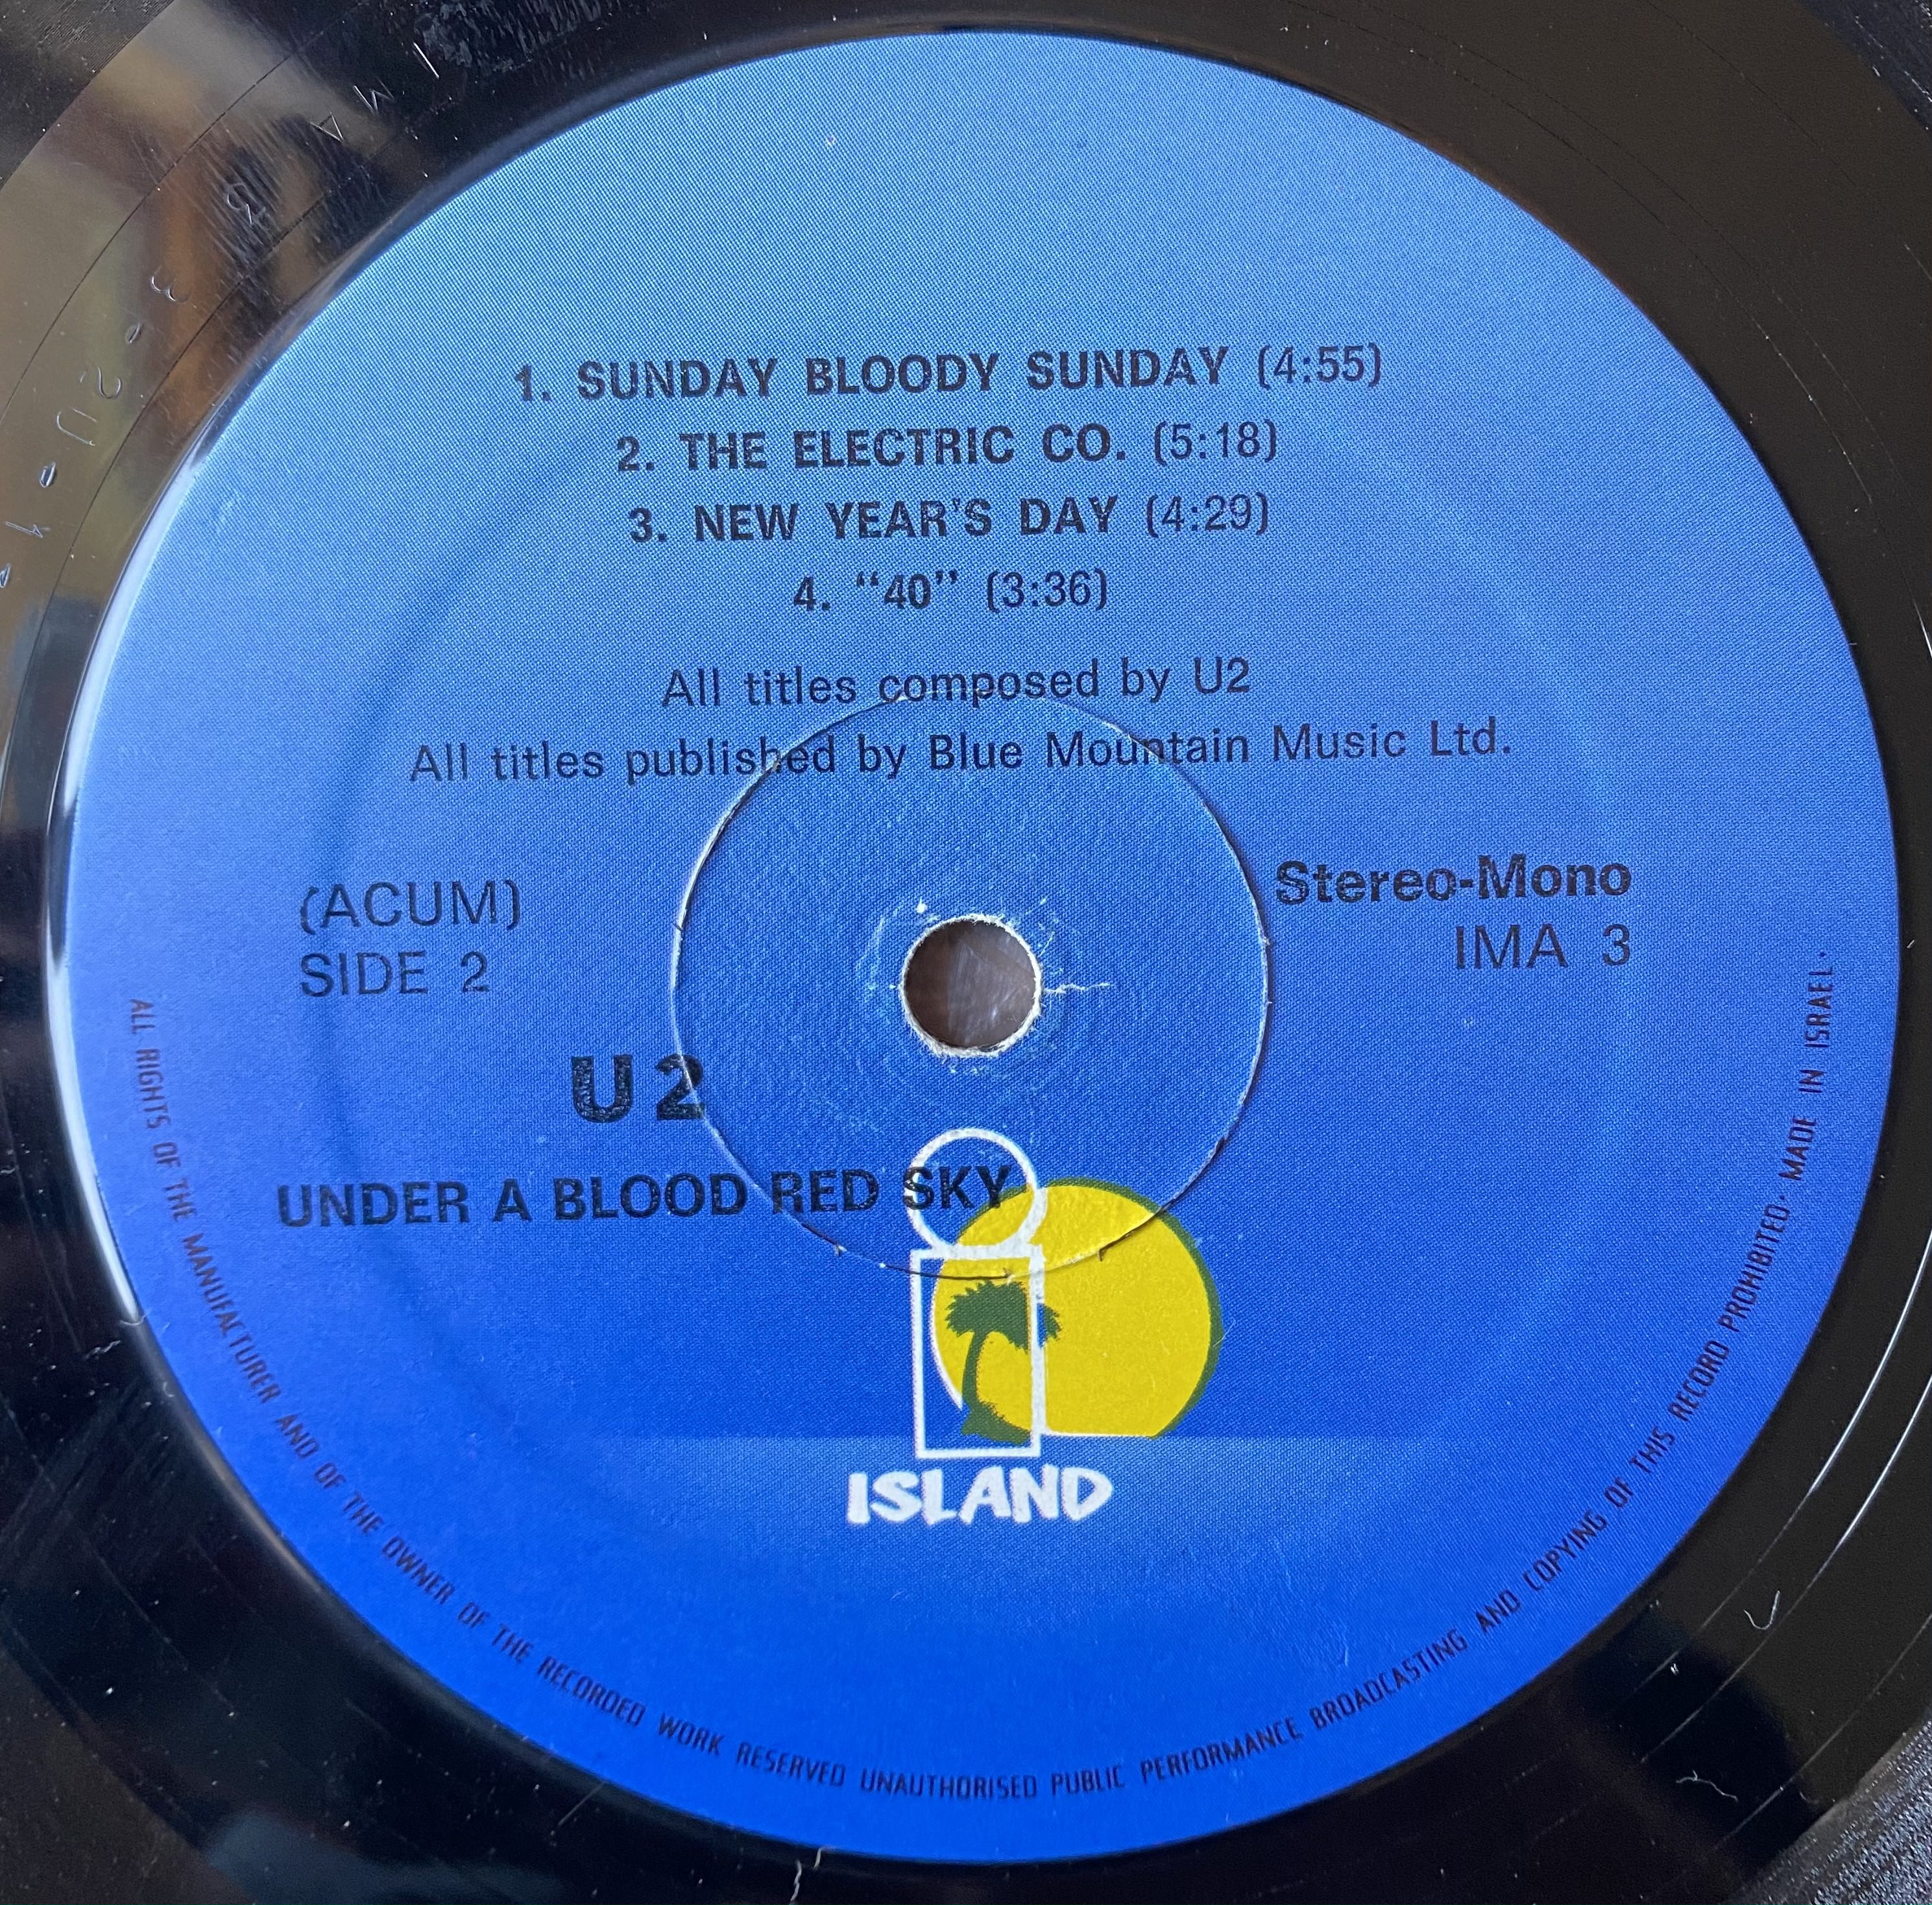 1. SUNDAY BLOODY SUNDAY (4:55)
2. THE ELECTRIC CO. (5:18)
3. NEW YEAR'S DAY (4:29)
4. “40” (3:36)
All titles composed by U2
All titles published by Blue Mountain Music Ltd.
(ACUM)
SIDE 2
Stereo-Mono
IMA 3
U2
UNDER A BLOOD RED SKY
ISLAND
ALL RIGHTS OF THE MANUFACTURER AND OF THE OWNER OF THE RECORDED WORK RESERVED UNAUTHORISED PUBLIC PERFORMANCE BROADCASTING AND COPYING OF THIS RECORD PROHIBITED· MADE IN ISRAEL·